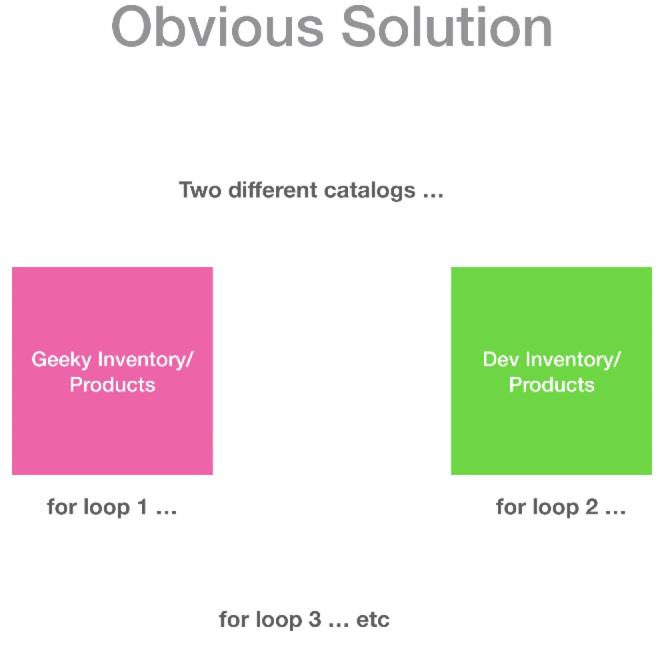 Obvious Solution
Two different catalogs ...
Geeky Inventory/
Products
Dev Inventory/
Products
for loop 1 ...
for loop 2 ...
for loop 3 ... etc